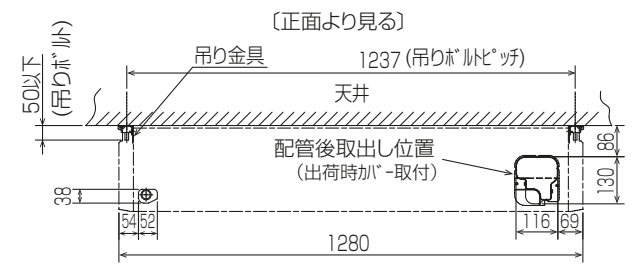 〔正面より見る〕
50以下
(吊りボルト)
吊り金具
1237 (吊りボルトピッチ)
天井
86
配管後取出し位置
(出荷時カバー取付)
130
38
54
52
116
69
1280